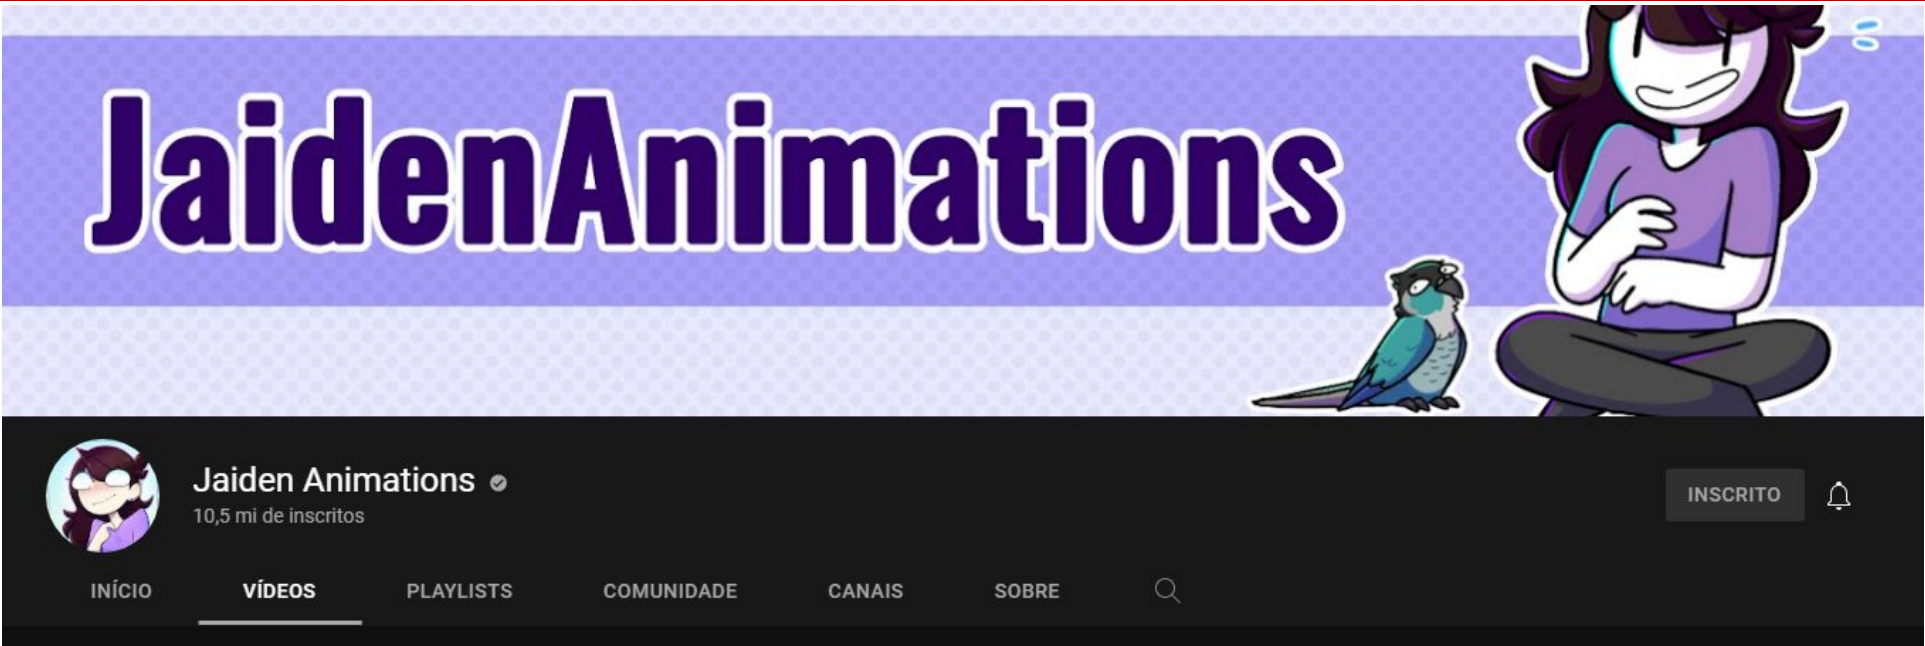 JaidenAnimations
Jaiden Animations
10,5 mi de inscritos
INSCRITO
INÍCIO VÍDEOS PLAYLISTS COMUNIDADE CANAIS SOBRE